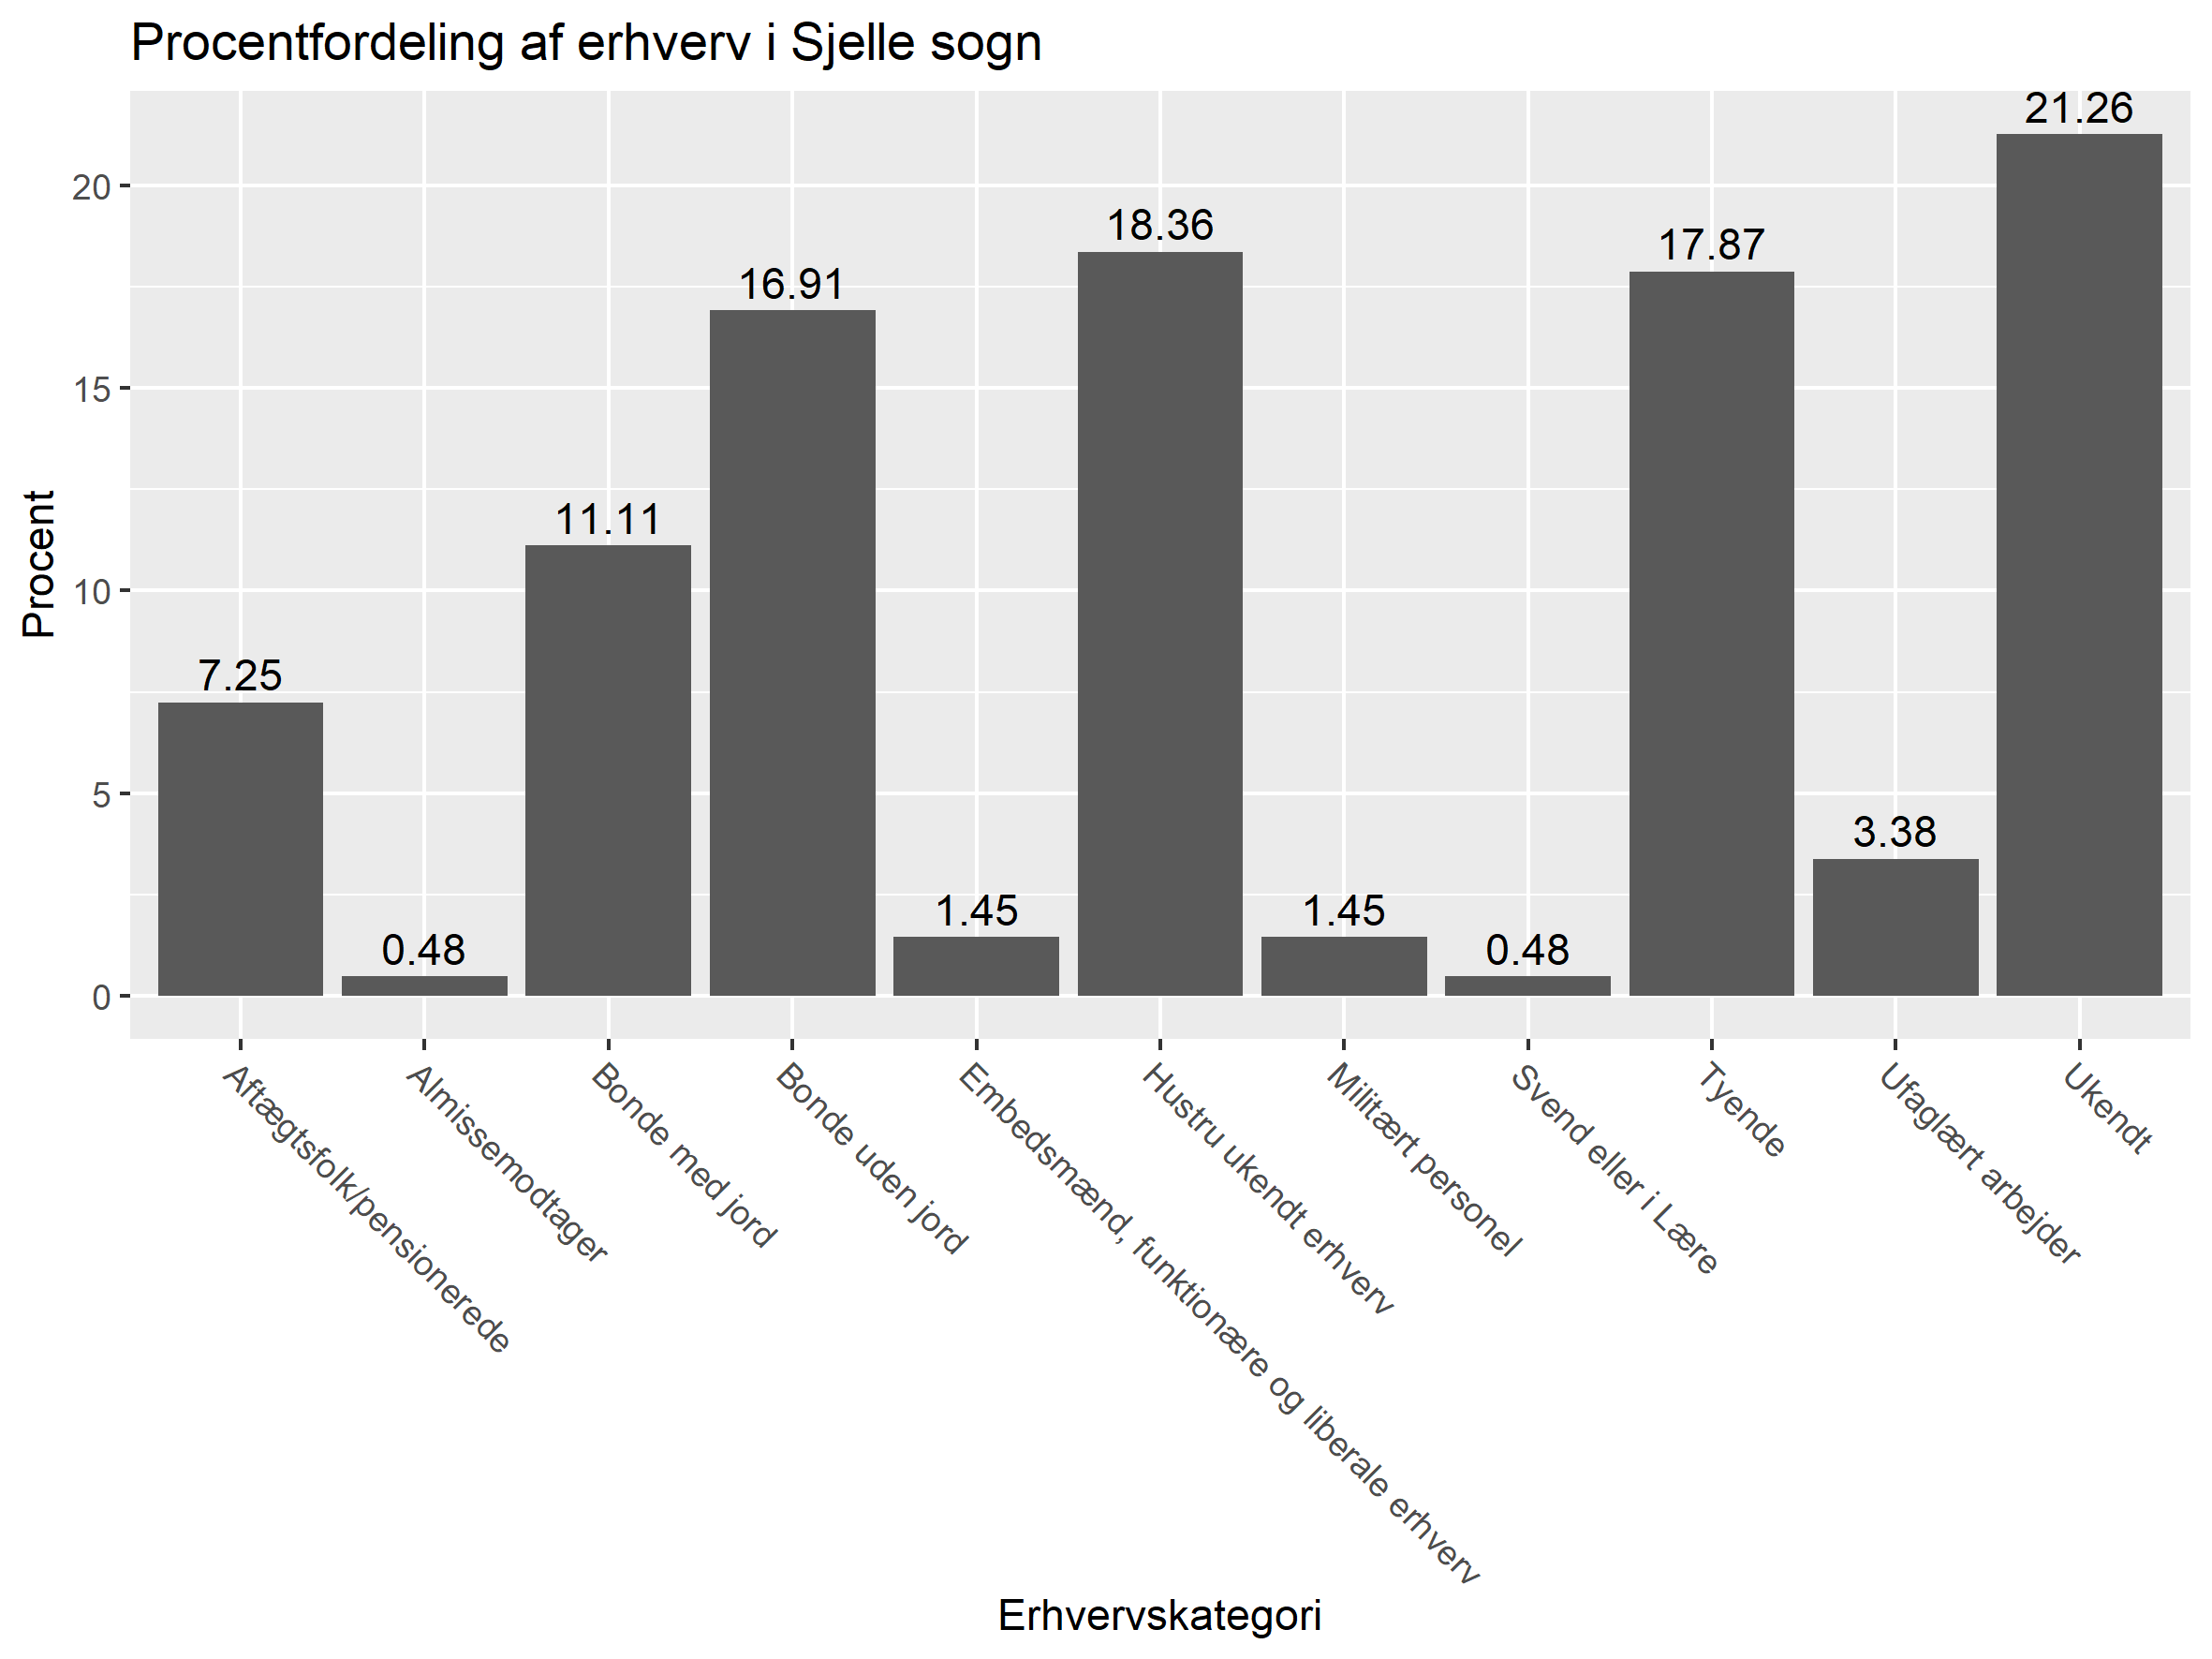 Procentfordeling af erhverv i Sjelle sogn
Procent
20
15
10
5
0
7.25
0.48
11.11
16.91
1.45
18.36
1.45
0.48
17.87
3.38
21.26
Aftægtsfolk/pensionerede
Almissemodtager
Bonde med jord
Bonde uden jord
Embedsmænd, funktionære og liberale erhverv
Hustru ukendt erhverv
Militært personel
Svend eller i Lære
Tyende
Ufaglært arbejder
Ukendt
Erhvervskategori